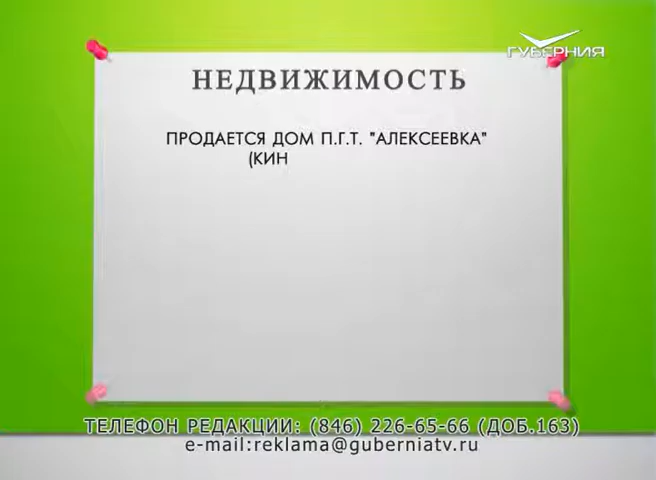 ГУБЕРНИЯ
НЕДВИЖИМОСТЬ
ПРОДАЕТСЯ ДОМ П.Г.Т. "АЛЕКСЕЕВКА"
(КИН
ТЕЛЕФОН РЕДАКЦИИ: (846) 226-65-66 (ДОБ.163)
e-mail:reklama@guberniatv.ru